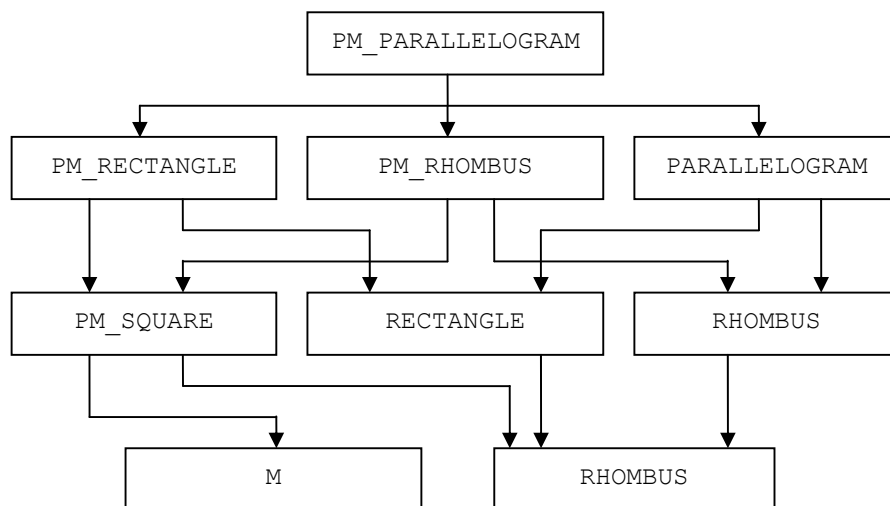 PM_PARALLELOGRAM
PM_RECTANGLE
PM_RHOMBUS
PARALLELOGRAM
PM_SQUARE
RECTANGLE
RHOMBUS
M
RHOMBUS